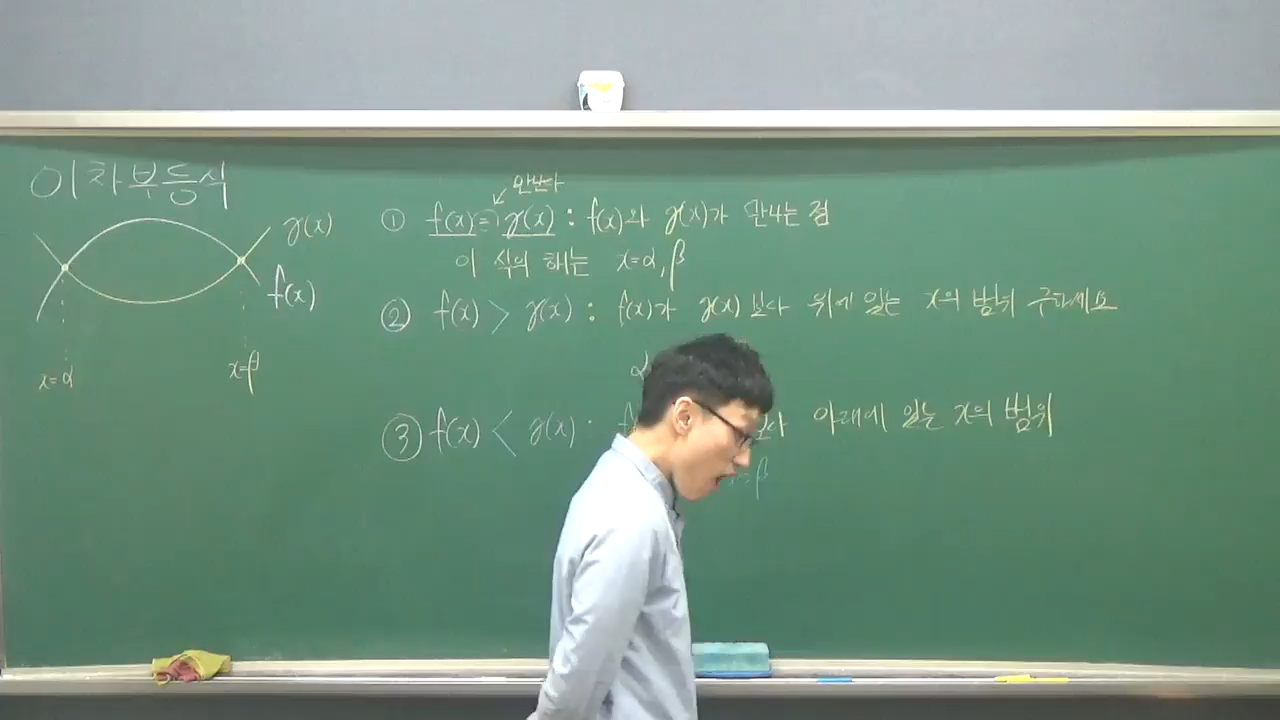 이차부등식
g(x)
f(x)
x=α
x=β
만난다
① f(x)=g(x) : f(x)와 g(x)가 만나는 점
이 식의 해는 x=α, β
② f(x) > g(x) : f(x)가 g(x)보다 위에 있는 x의 범위 구하세요
α
③ f(x) < g(x) : 보다 아래에 있는 x의 범위
β